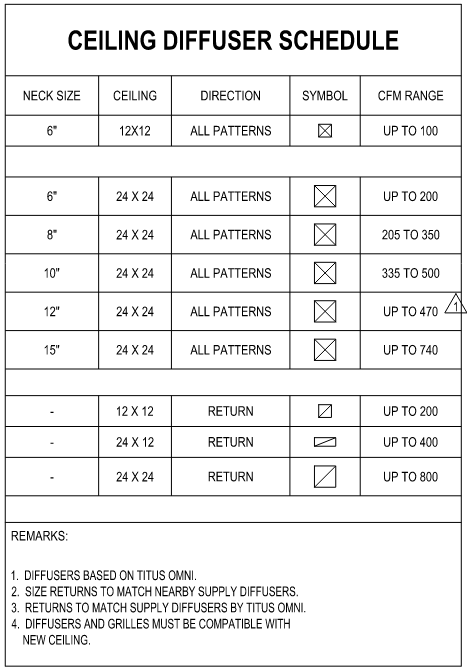 CEILING DIFFUSER SCHEDULE
NECK SIZE CEILING DIRECTION SYMBOL CFM RANGE
6" 12X12 ALL PATTERNS UP TO 100
6" 24 X 24 ALL PATTERNS UP TO 200
8" 24 X 24 ALL PATTERNS 205 TO 350
10" 24 X 24 ALL PATTERNS 335 TO 500
12" 24 X 24 ALL PATTERNS UP TO 470 1
15" 24 X 24 ALL PATTERNS UP TO 740
- 12 X 12 RETURN UP TO 200
- 24 X 12 RETURN UP TO 400
- 24 X 24 RETURN UP TO 800
REMARKS:
1. DIFFUSERS BASED ON TITUS OMNI.
2. SIZE RETURNS TO MATCH NEARBY SUPPLY DIFFUSERS.
3. RETURNS TO MATCH SUPPLY DIFFUSERS BY TITUS OMNI.
4. DIFFUSERS AND GRILLES MUST BE COMPATIBLE WITH
NEW CEILING.